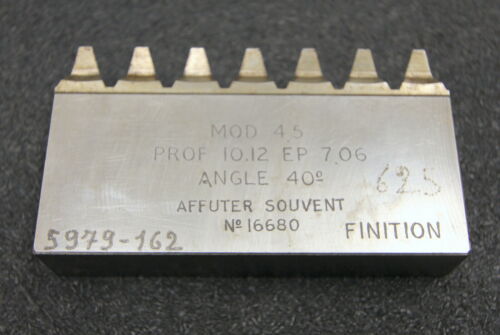 MOD 4.5
PROF 10.12 EP 7.06
ANGLE 40º
625
AFFUTER SOUVENT
Nº 16680
5979-162
FINITION